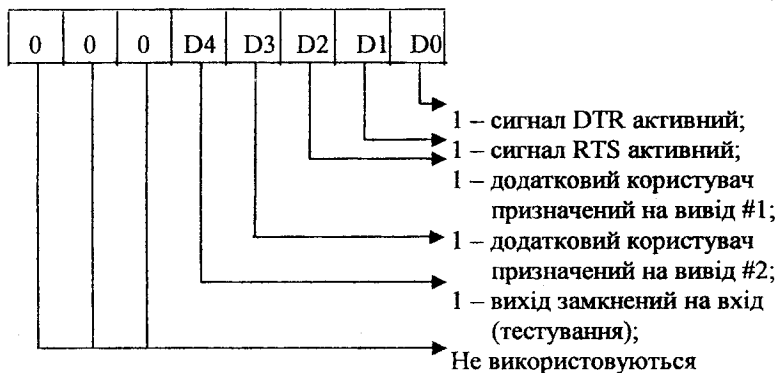 0 0 0 D4 D3 D2 D1 D0
1 – сигнал DTR активний;
1 – сигнал RTS активний;
1 – додатковий користувач
призначений на вивід #1;
1 – додатковий користувач
призначений на вивід #2;
1 – вихід замкнений на вхід
(тестування);
Не використовуються